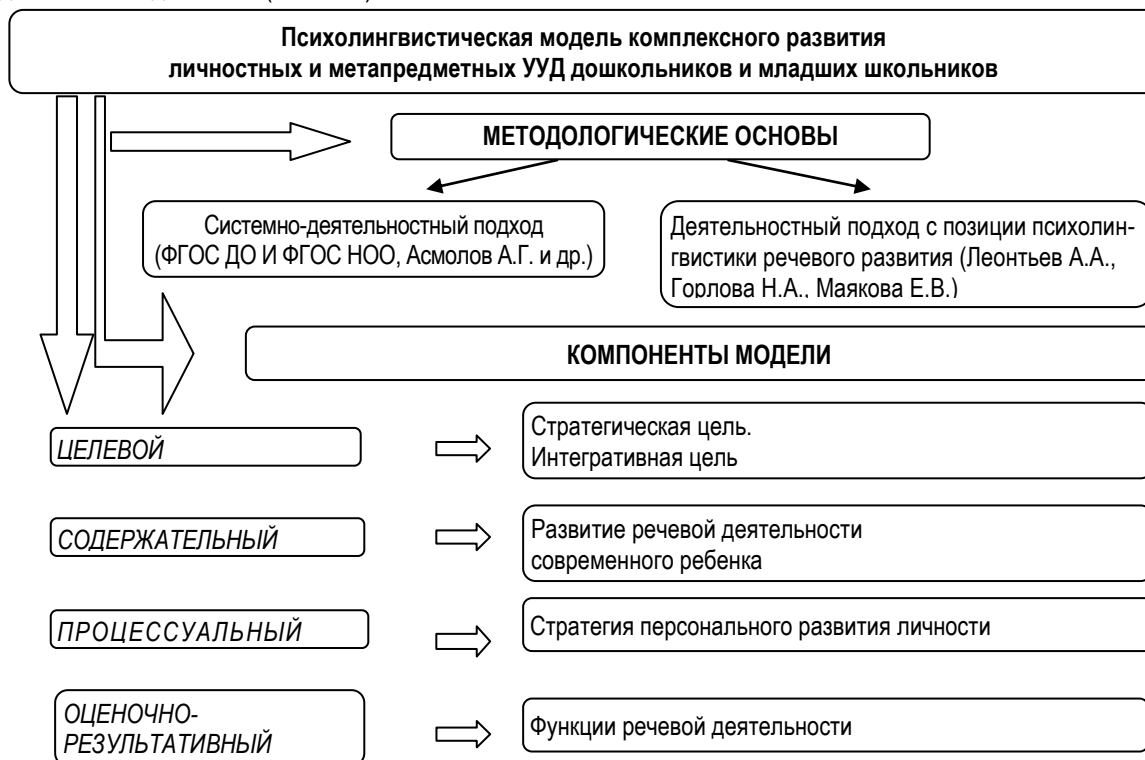 Психолингвистическая модель комплексного развития
личностных и метапредметных УУД дошкольников и младших школьников
МЕТОДОЛОГИЧЕСКИЕ ОСНОВЫ
Системно-деятельностный подход
(ФГОС ДО И ФГОС НОО, Асмолов А.Г. и др.)
Деятельностный подход с позиции психолин-
гвистики речевого развития (Леонтьев А.А.,
Горлова Н.А., Маякова Е.В.)
КОМПОНЕНТЫ МОДЕЛИ
ЦЕЛЕВОЙ
Стратегическая цель.
Интегративная цель
СОДЕРЖАТЕЛЬНЫЙ
Развитие речевой деятельности
современного ребенка
ПРОЦЕССУАЛЬНЫЙ
Стратегия персонального развития личности
ОЦЕНОЧНО-
РЕЗУЛЬТАТИВНЫЙ
Функции речевой деятельности